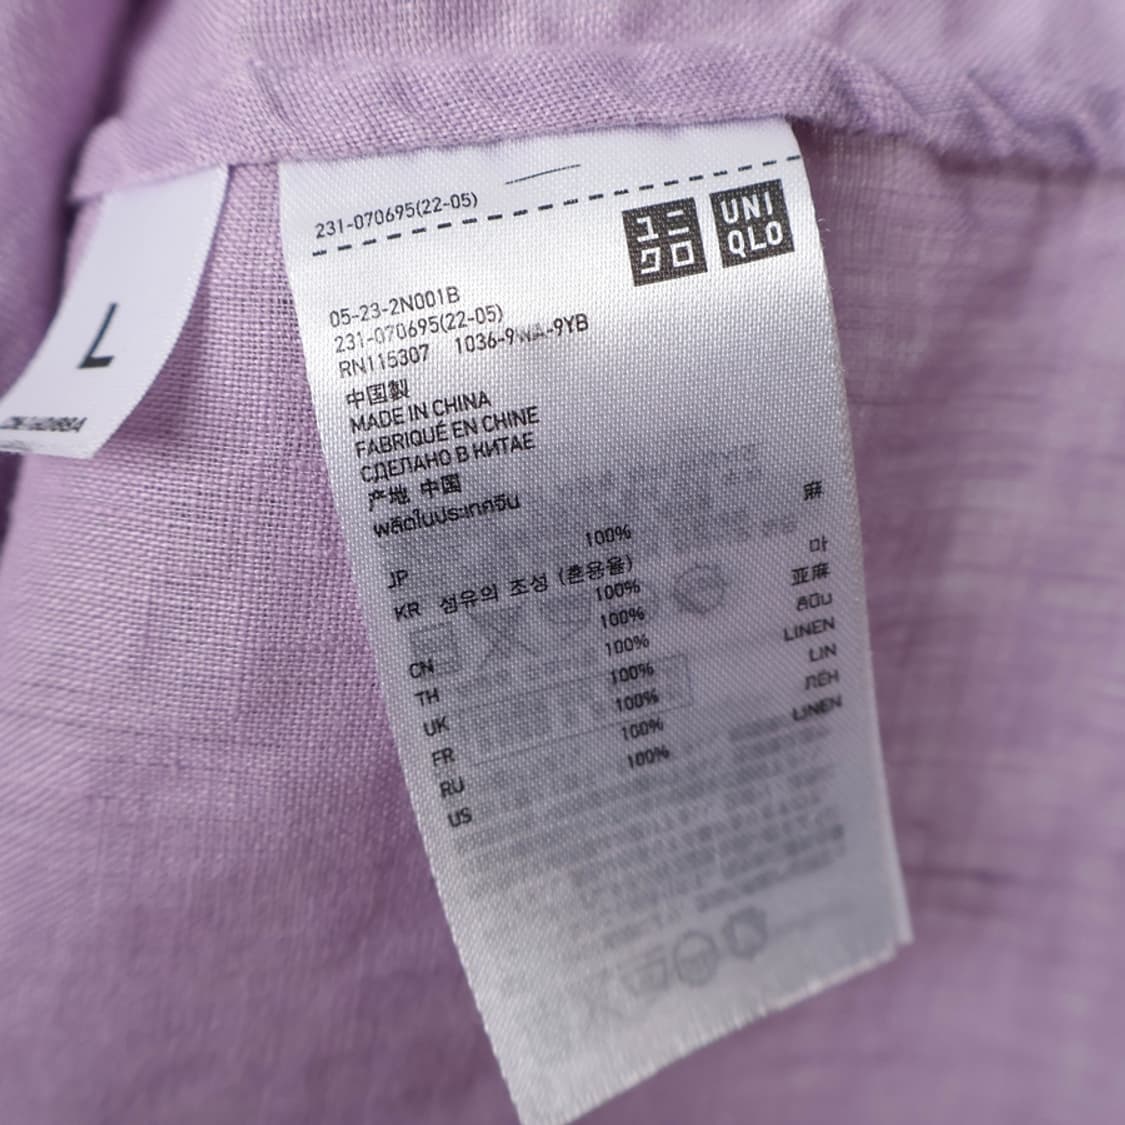 231-070695(22-05)
ユニ
クロ
UNI
QLO
05-23-2N001B
231-070695(22-05)
RN115307 1036-9WA-9YB
中国製
MADE IN CHINA
FABRIQUÉ EN CHINE
СДЕЛАНО В КИТАЕ
产地 中国
ผลิตในประเทศจีน
JP 100% 麻
KR 섬유의 조성 (혼용율)
100% 마
CN 100% 亚麻
TH 100% ลินิน
UK 100% LINEN
FR 100% LIN
RU 100% ЛЁН
US 100% LINEN
L